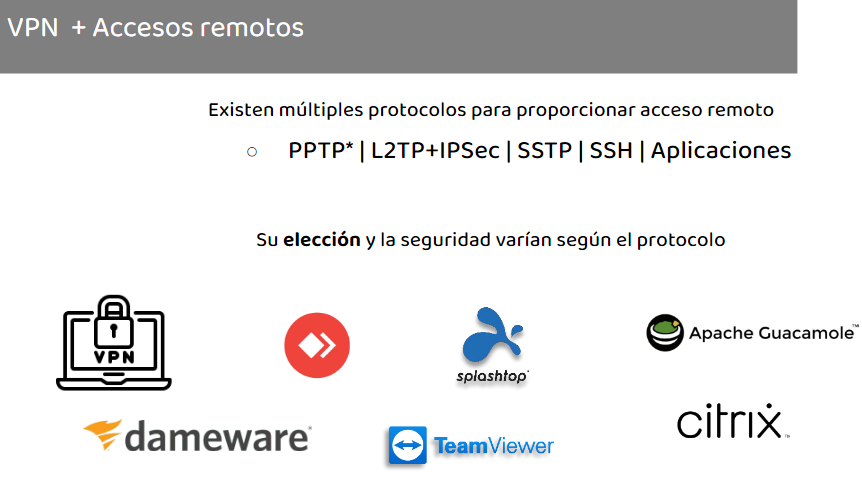 VPN + Accesos remotos
Existen múltiples protocolos para proporcionar acceso remoto
○ PPTP* | L2TP+IPSec | SSTP | SSH | Aplicaciones
Su elección y la seguridad varían según el protocolo
VPN
splashtop
Apache Guacamole™
dameware®
TeamViewer
citrix™